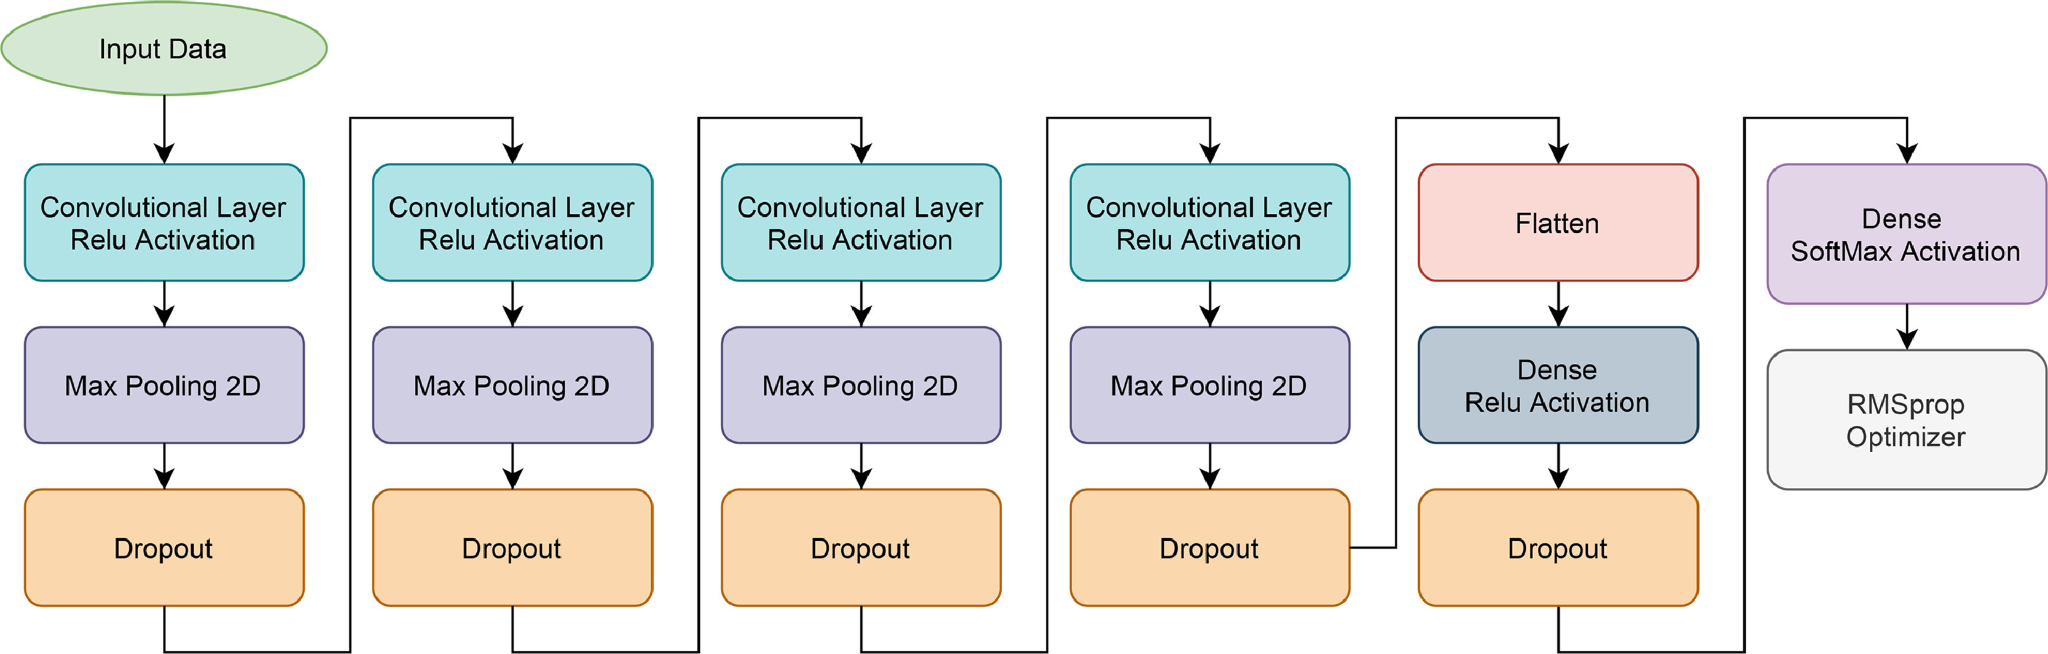 Input Data
Convolutional Layer
Relu Activation
Max Pooling 2D
Dropout
Convolutional Layer
Relu Activation
Max Pooling 2D
Dropout
Convolutional Layer
Relu Activation
Max Pooling 2D
Dropout
Convolutional Layer
Relu Activation
Max Pooling 2D
Dropout
Flatten
Dense
Relu Activation
Dropout
Dense
SoftMax Activation
RMSprop
Optimizer